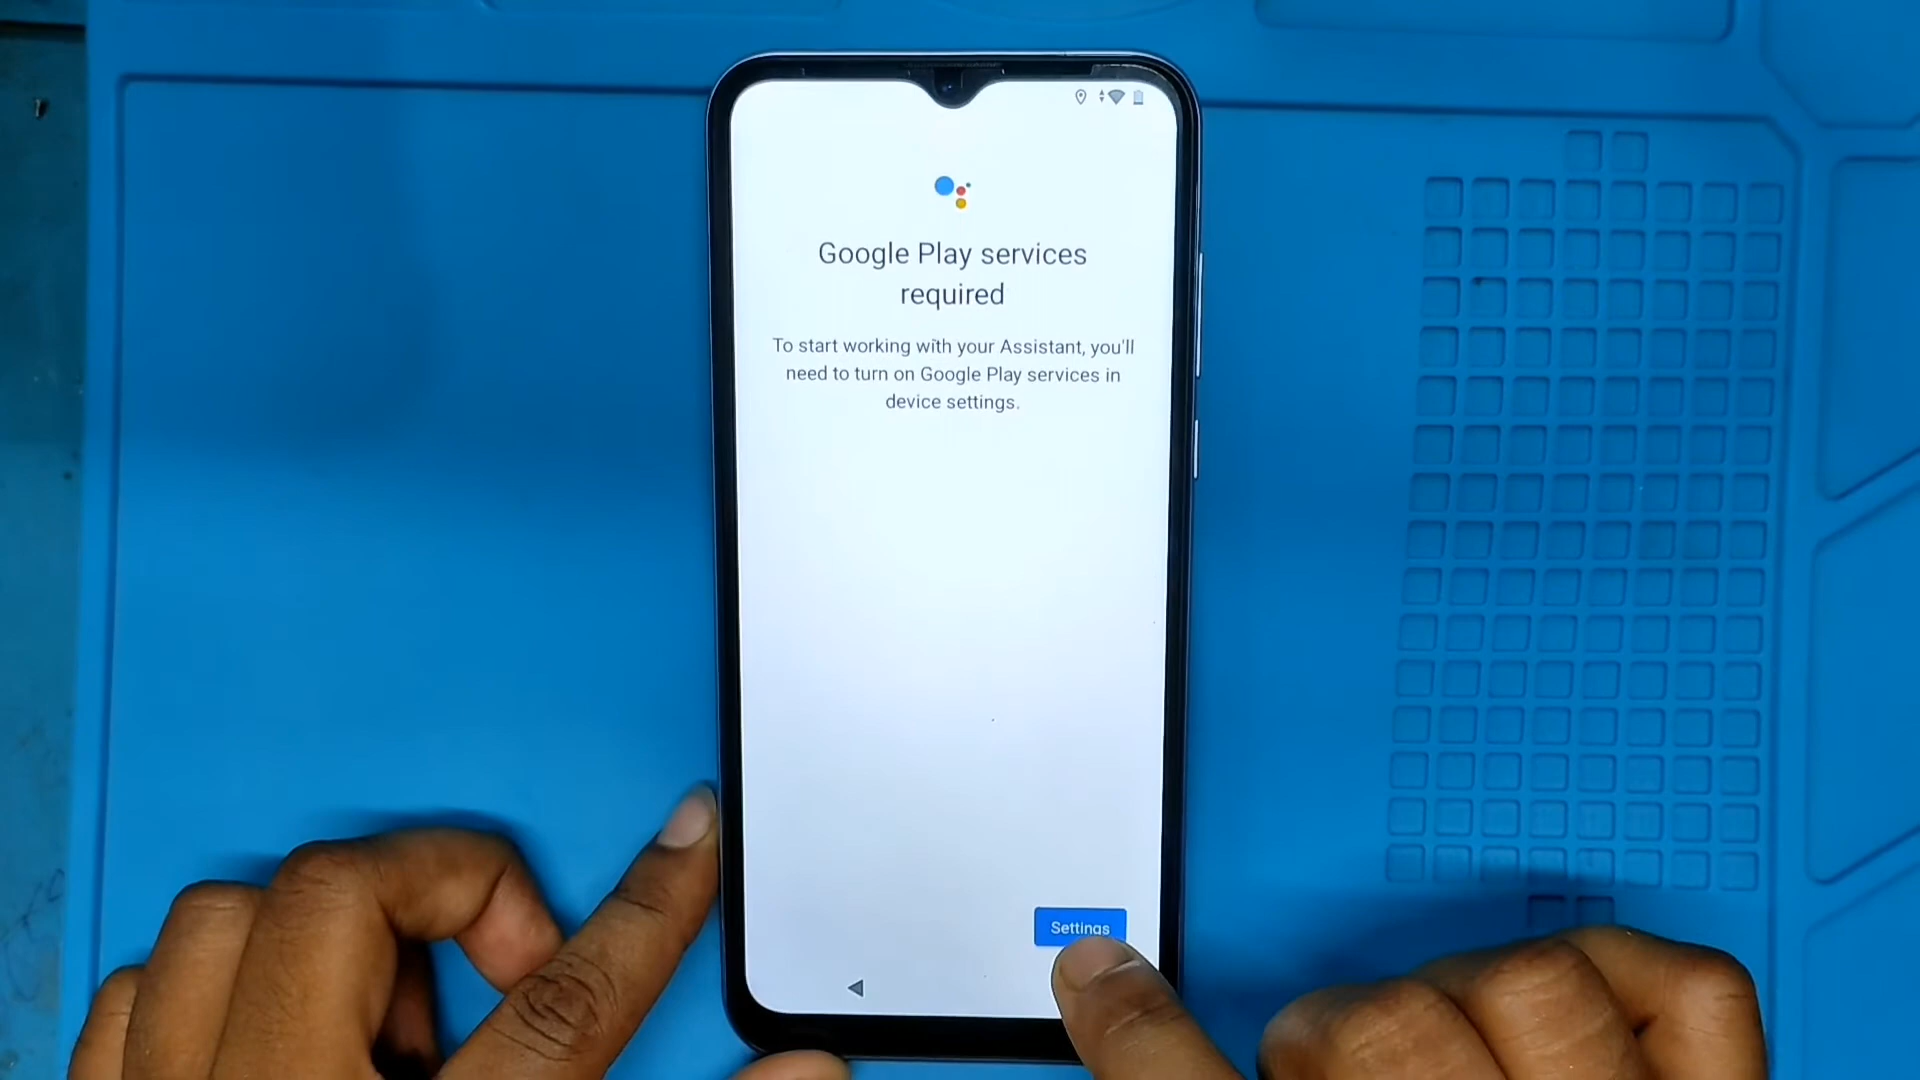 Google Play services
required
To start working with your Assistant, you'll
need to turn on Google Play services in
device settings.
Settings